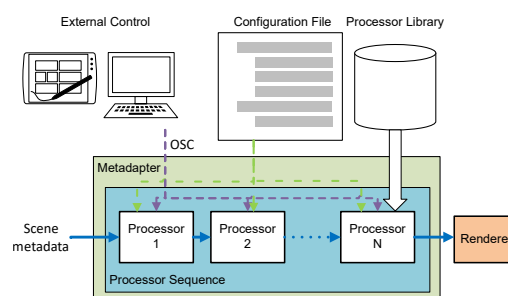 External Control
Configuration File
Processor Library
OSC
Metadapter
Scene
metadata
Processor
1
Processor
2
Processor
N
Rendere
Processor Sequence